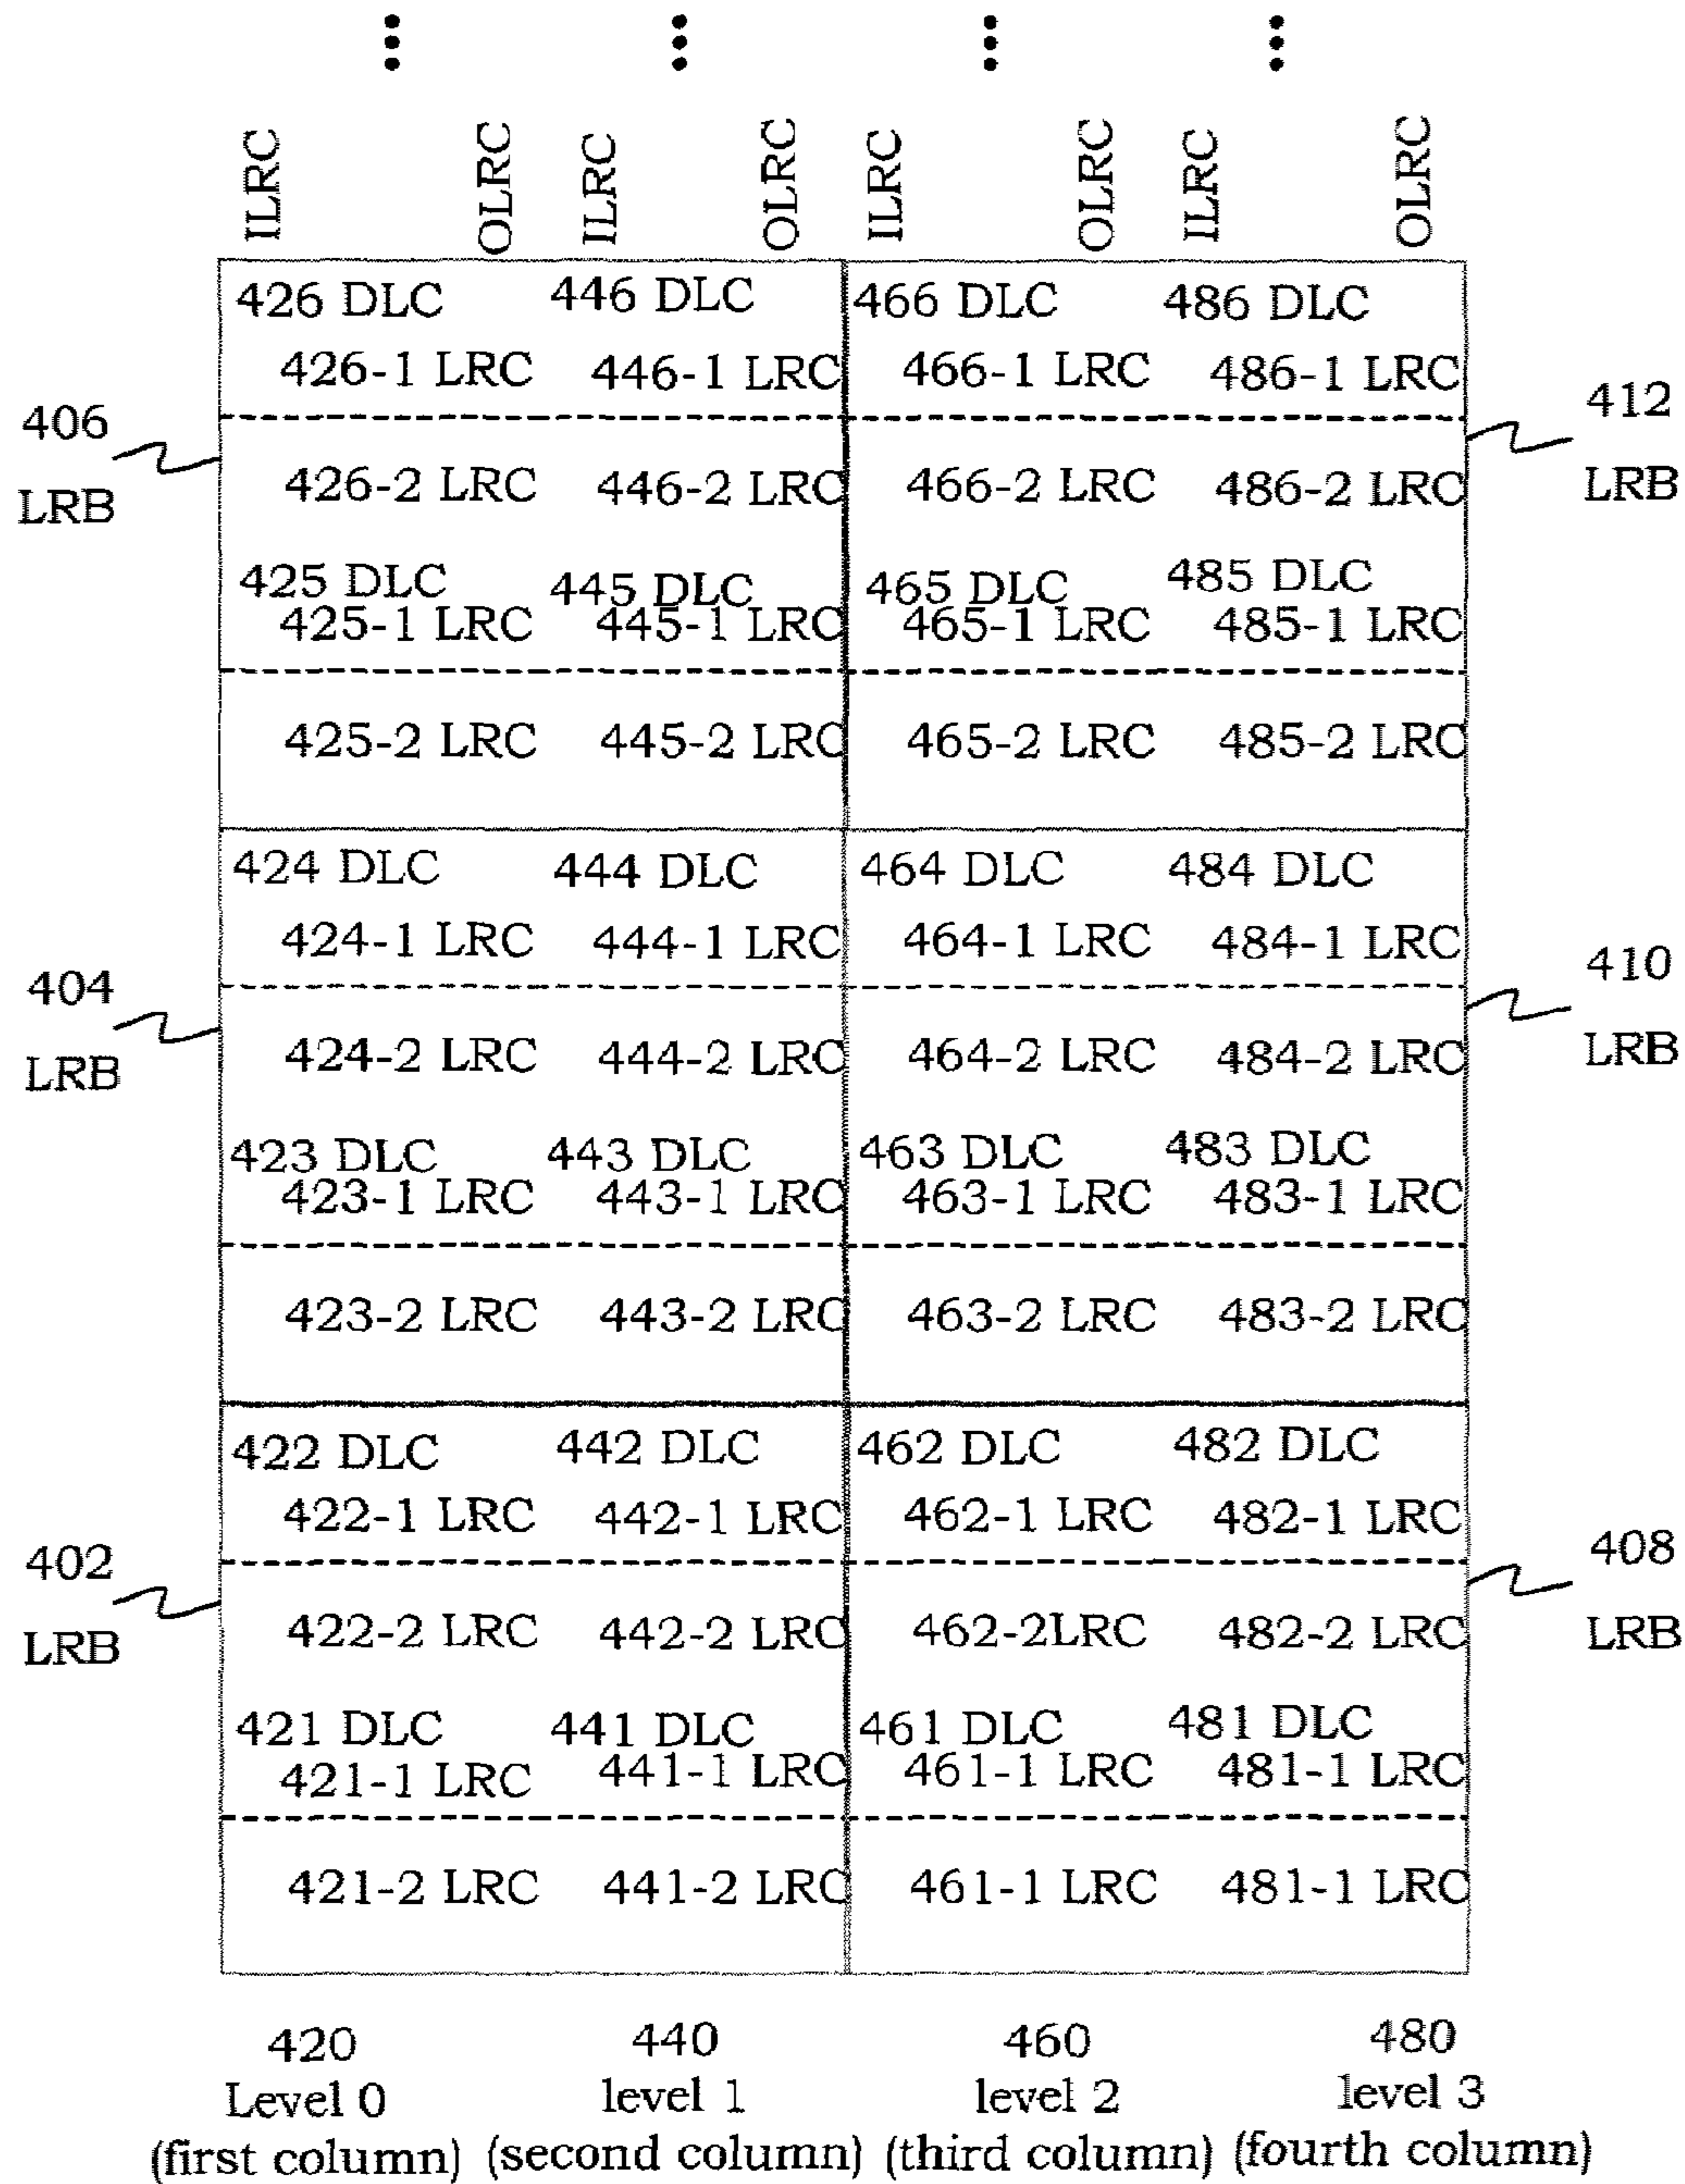 ILRC OLRC ILRC OLRC ILRC OLRC ILRC OLRC
426 DLC 446 DLC 466 DLC 486 DLC
426-1 LRC 446-1 LRC 466-1 LRC 486-1 LRC
406 412
LRB LRB
426-2 LRC 446-2 LRC 466-2 LRC 486-2 LRC
425 DLC 445 DLC 465 DLC 485 DLC
425-1 LRC 445-1 LRC 465-1 LRC 485-1 LRC
425-2 LRC 445-2 LRC 465-2 LRC 485-2 LRC
424 DLC 444 DLC 464 DLC 484 DLC
424-1 LRC 444-1 LRC 464-1 LRC 484-1 LRC
404 410
LRB LRB
424-2 LRC 444-2 LRC 464-2 LRC 484-2 LRC
423 DLC 443 DLC 463 DLC 483 DLC
423-1 LRC 443-1 LRC 463-1 LRC 483-1 LRC
423-2 LRC 443-2 LRC 463-2 LRC 483-2 LRC
422 DLC 442 DLC 462 DLC 482 DLC
422-1 LRC 442-1 LRC 462-1 LRC 482-1 LRC
402 408
LRB LRB
422-2 LRC 442-2 LRC 462-2LRC 482-2 LRC
421 DLC 441 DLC 461 DLC 481 DLC
421-1 LRC 441-1 LRC 461-1 LRC 481-1 LRC
421-2 LRC 441-2 LRC 461-1 LRC 481-1 LRC
420 440 460 480
Level 0 level 1 level 2 level 3
(first column) (second column) (third column) (fourth column)